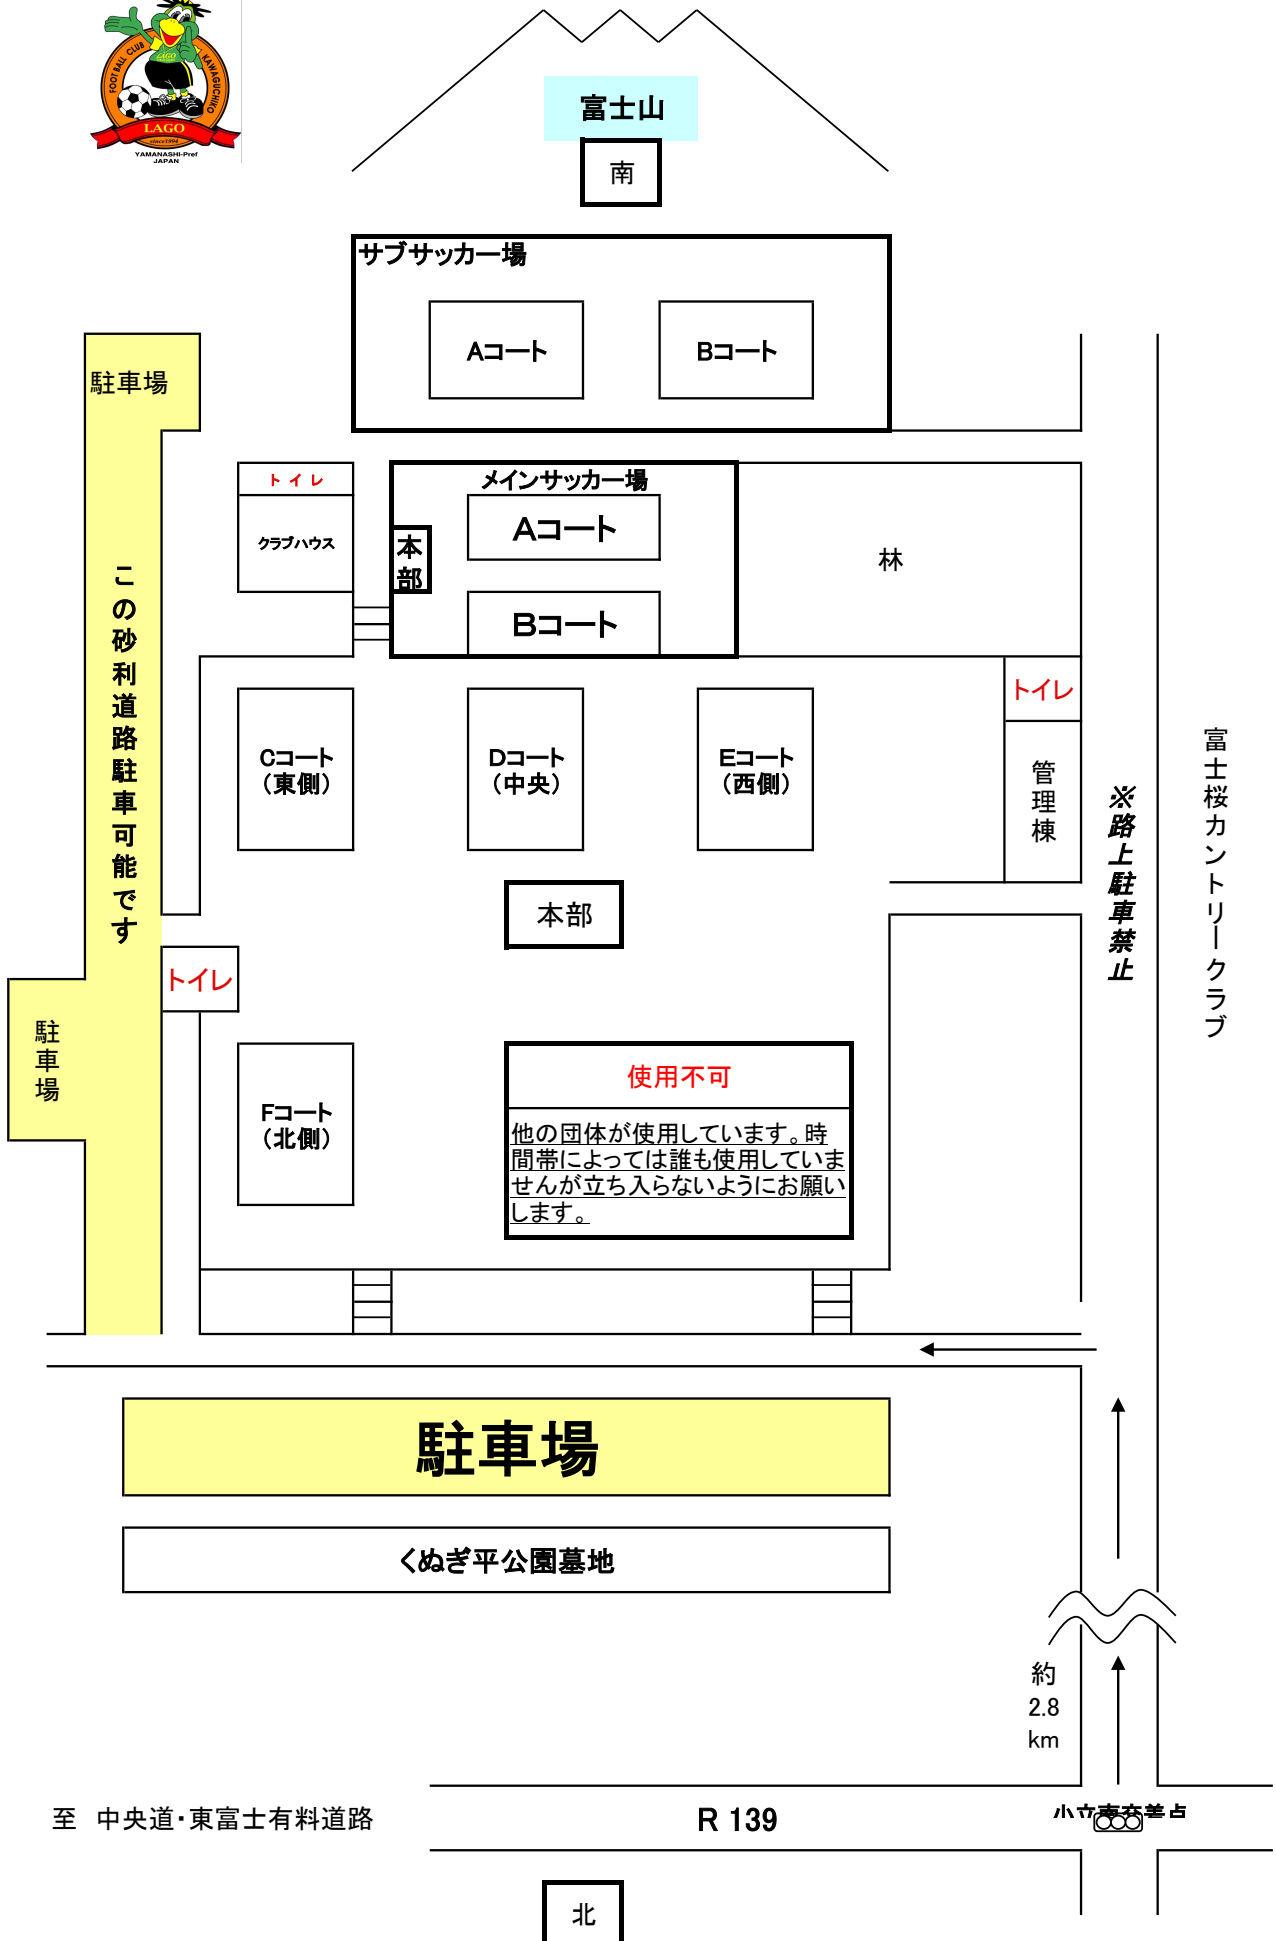 FOOT BALL CLUB KAWAGUCHIKO
LAGO
LAGO
since1994
YAMANASHI-Pref
JAPAN
富士山
南
サブサッカー場
Aコート
Bコート
駐車場
トイレ
クラブハウス
メインサッカー場
Aコート
本部
Bコート
林
この砂利道路駐車可能です
Cコート
(東側)
Dコート
(中央)
Eコート
(西側)
トイレ
管理棟
※路上駐車禁止
富士桜カントリークラブ
本部
トイレ
駐車場
Fコート
(北側)
使用不可
他の団体が使用しています。時
間帯によっては誰も使用していま
せんが立ち入らないようにお願い
します。
駐車場
くぬぎ平公園墓地
約
2.8
km
至 中央道・東富士有料道路
R 139
小立南交差点
北